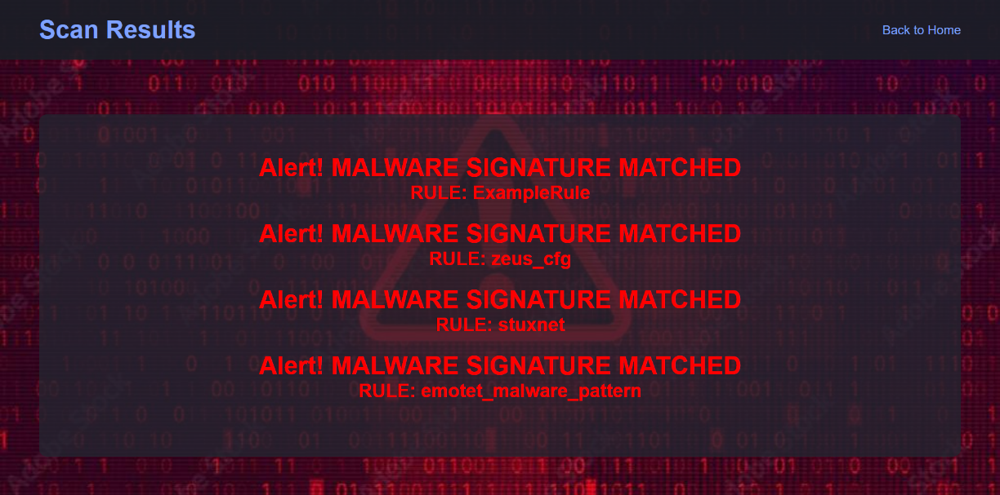 Scan Results
Back to Home
Alert! MALWARE SIGNATURE MATCHED
RULE: ExampleRule
Alert! MALWARE SIGNATURE MATCHED
RULE: zeus_cfg
Alert! MALWARE SIGNATURE MATCHED
RULE: stuxnet
Alert! MALWARE SIGNATURE MATCHED
RULE: emotet_malware_pattern